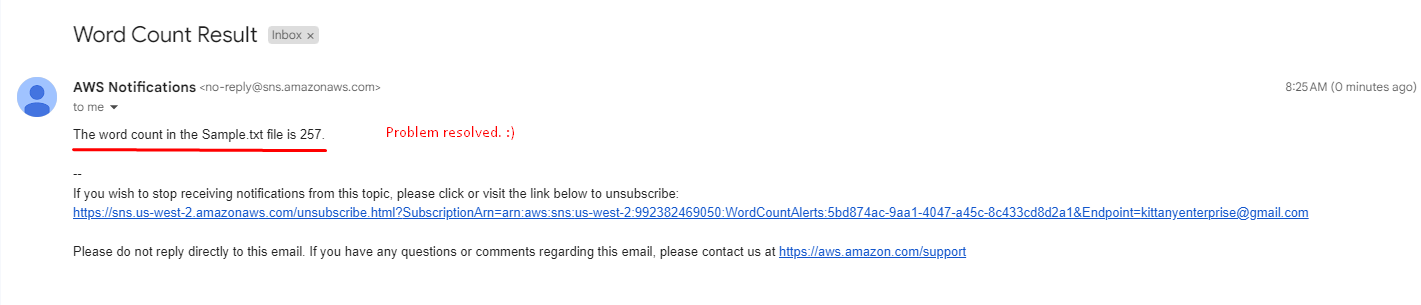 Word Count Result Inbox ×
AWS Notifications <no-reply@sns.amazonaws.com> 8:25 AM (0 minutes ago)
to me
The word count in the Sample.txt file is 257. Problem resolved. :)
--
If you wish to stop receiving notifications from this topic, please click or visit the link below to unsubscribe:
https://sns.us-west-2.amazonaws.com/unsubscribe.html?SubscriptionArn=arn:aws:sns:us-west-2:992382469050:WordCountAlerts:5bd874ac-9aa1-4047-a45c-8c433cd8d2a1&Endpoint=kittanyenterprise@gmail.com
Please do not reply directly to this email. If you have any questions or comments regarding this email, please contact us at https://aws.amazon.com/support